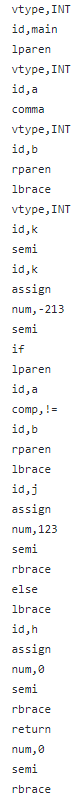 vtype,INT
id,main
lparen
vtype,INT
id,a
comma
vtype,INT
id,b
rparen
lbrace
vtype,INT
id,k
semi
id,k
assign
num,-213
semi
if
lparen
id,a
comp,!=
id,b
rparen
lbrace
id,j
assign
num,123
semi
rbrace
else
lbrace
id,h
assign
num,0
semi
rbrace
return
num,0
semi
rbrace